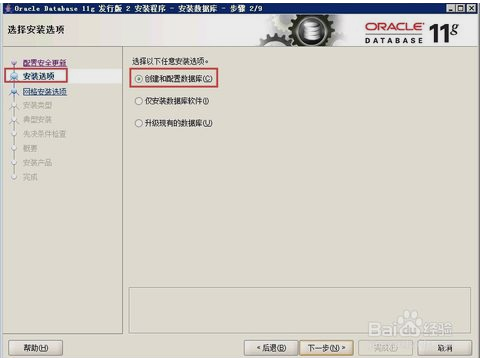 Oracle Database 11g 发行版 2 安装程序 - 安装数据库 - 步骤 2/9
选择安装选项
ORACLE
DATABASE 11g
配置安全更新
安装选项
网格安装选项
安装类型
典型安装
先决条件检查
概要
安装产品
完成
选择以下任意安装选项。
创建和配置数据库(C)
仅安装数据库软件(I)
升级现有的数据库(U)
Baidu 经验
帮助(H)
< 后退(B)
下一步(N) >
完成(F)
取消